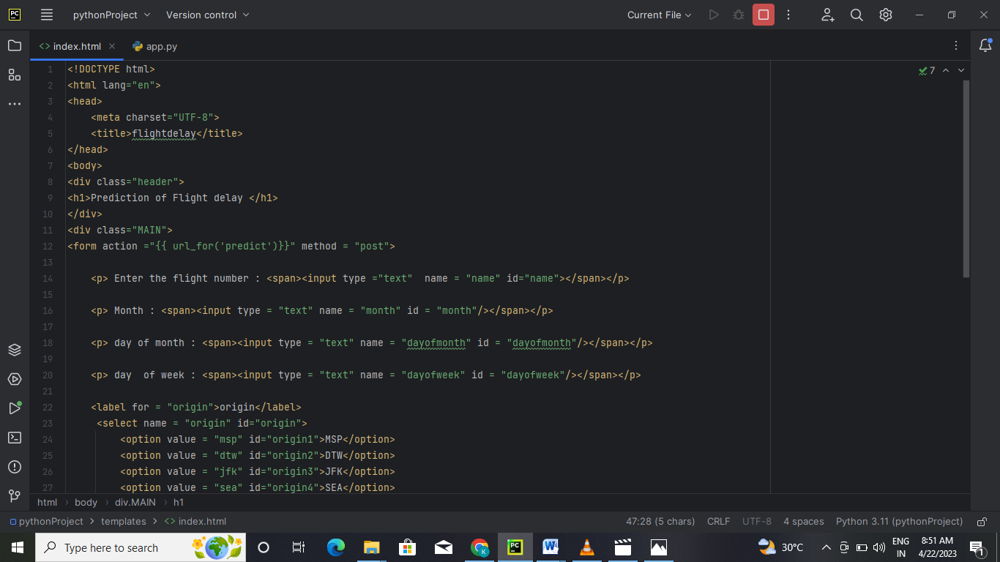 PC pythonProject Version control Current File
index.html app.py
7
1 <!DOCTYPE html>
2 <html lang="en">
3 <head>
4 <meta charset="UTF-8">
5 <title>flightdelay</title>
6 </head>
7 <body>
8 <div class="header">
9 <h1>Prediction of Flight delay </h1>
10 </div>
11 <div class="MAIN">
12 <form action ="{{ url_for('predict')}}" method = "post">
13
14 <p> Enter the flight number : <span><input type ="text"  name = "name" id="name"></span></p>
15
16 <p> Month : <span><input type = "text" name = "month" id = "month"/></span></p>
17
18 <p> day of month : <span><input type = "text" name = "dayofmonth" id = "dayofmonth"/></span></p>
19
20 <p> day  of week : <span><input type = "text" name = "dayofweek" id = "dayofweek"/></span></p>
21
22 <label for = "origin">origin</label>
23 <select name = "origin" id="origin">
24 <option value = "msp" id="origin1">MSP</option>
25 <option value = "dtw" id="origin2">DTW</option>
26 <option value = "jfk" id="origin3">JFK</option>
27 <option value = "sea" id="origin4">SEA</option>
html body div.MAIN h1
pythonProject templates index.html 47:28 (5 chars) CRLF UTF-8 4 spaces Python 3.11 (pythonProject)
Type here to search K PC W 30°C ENG IN 8:51 AM 4/22/2023 1